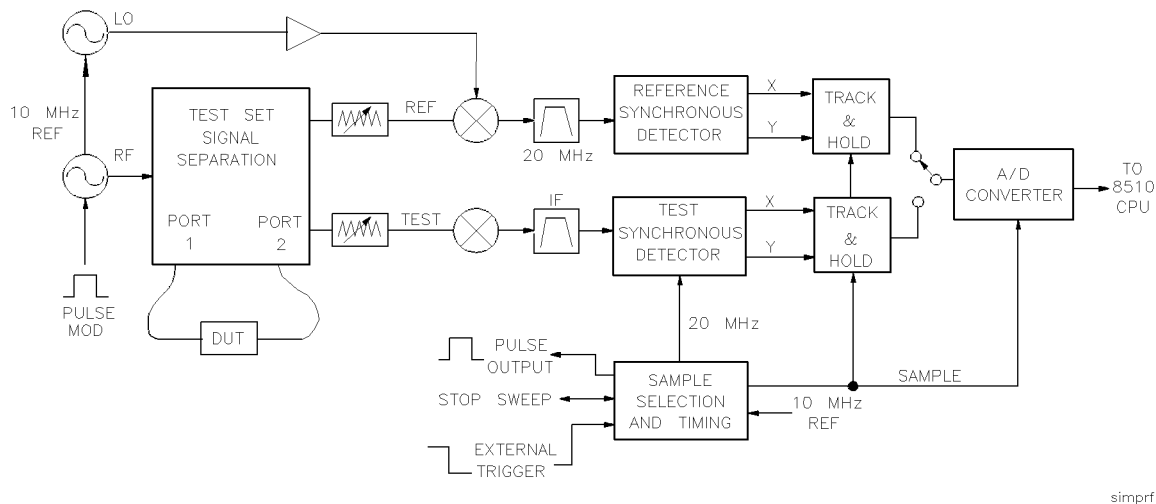 LO
10 MHz
REF
RF
TEST SET
SIGNAL
SEPARATION
PORT
1
PORT
2
PULSE
MOD
DUT
REF
TEST
20 MHz
IF
REFERENCE
SYNCHRONOUS
DETECTOR
X
Y
TRACK
&
HOLD
TEST
SYNCHRONOUS
DETECTOR
X
Y
TRACK
&
HOLD
A/D
CONVERTER
TO
8510
CPU
20 MHz
PULSE
OUTPUT
STOP SWEEP
EXTERNAL
TRIGGER
SAMPLE
SELECTION
AND TIMING
SAMPLE
10 MHz
REF
simprf